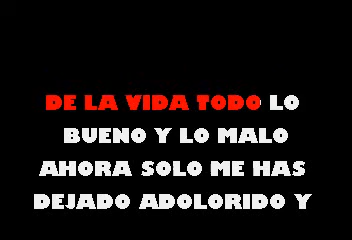 DE LA VIDA TODO LO
BUENO Y LO MALO
AHORA SOLO ME HAS
DEJADO ADOLORIDO Y